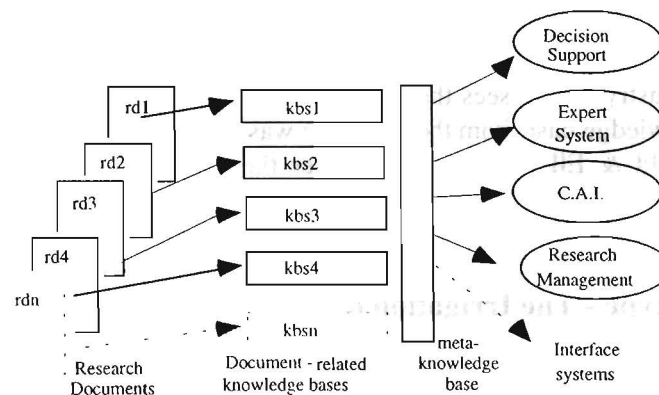 Decision
Support
rd1
kbs1
Expert
System
rd2
kbs2
C.A.I.
rd3
kbs3
rd4
kbs4
Research
Management
rdn
kbsn
Research
Documents
Document - related
knowledge bases
meta-
knowledge
base
Interface
systems